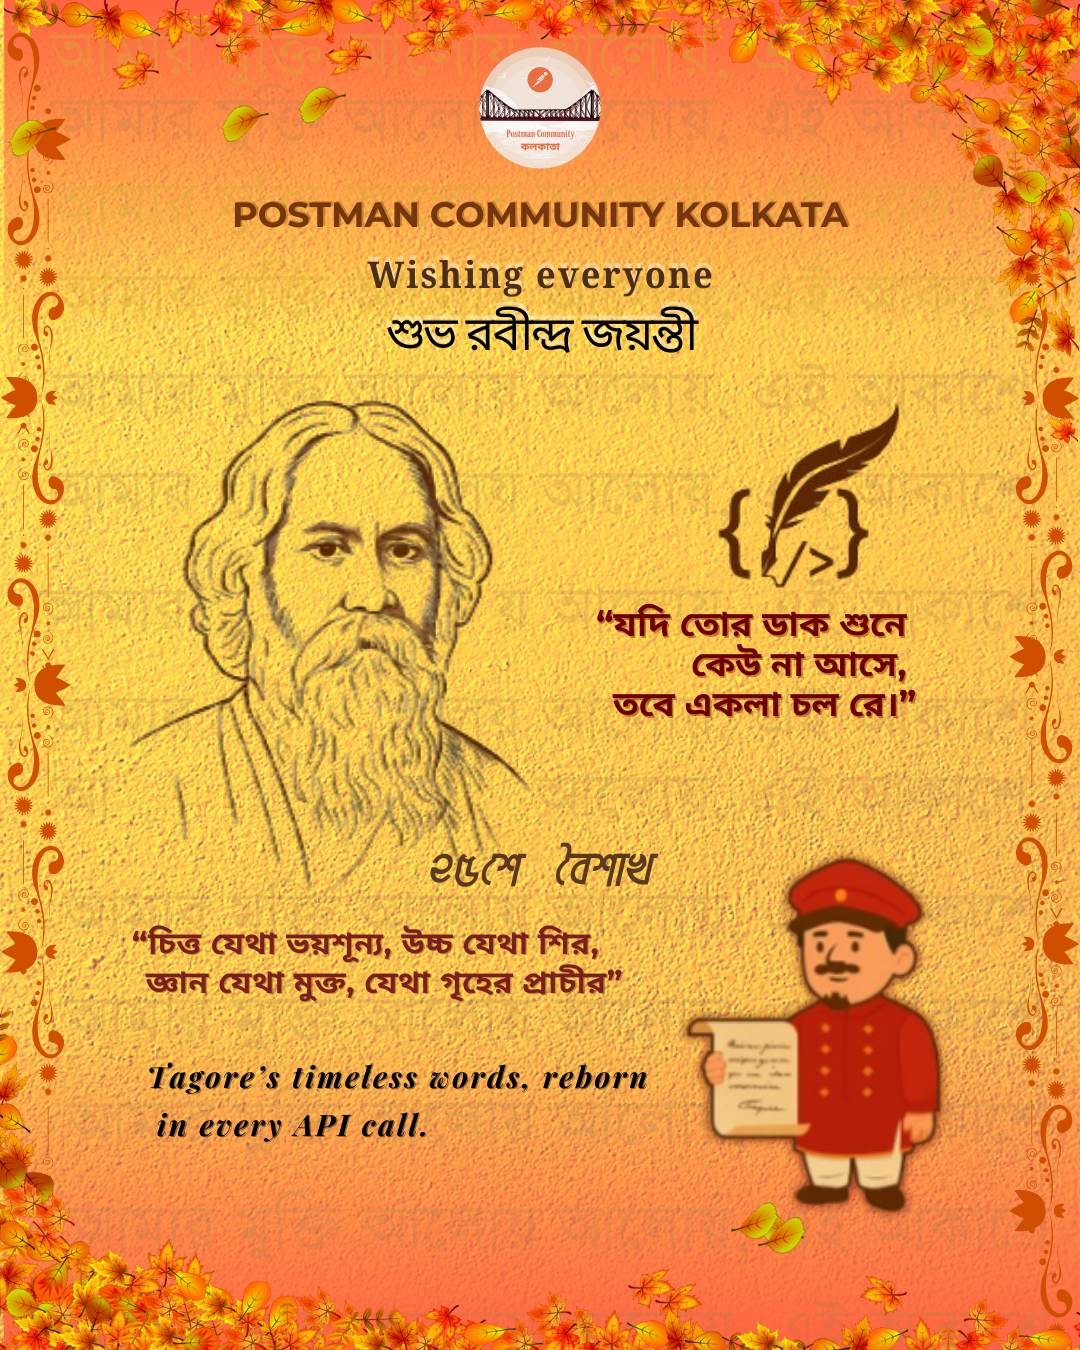 Postman Community
কলকাতা
POSTMAN COMMUNITY KOLKATA
Wishing everyone
শুভ রবীন্দ্র জয়ন্তী
“যদি তোর ডাক শুনে
কেউ না আসে,
তবে একলা চল রে।”
২৫শে বৈশাখ
“চিত্ত যেথা ভয়শূন্য, উচ্চ যেথা শির,
জ্ঞান যেথা মুক্ত, যেথা গৃহের প্রাচীর”
Tagore’s timeless words, reborn
in every API call.